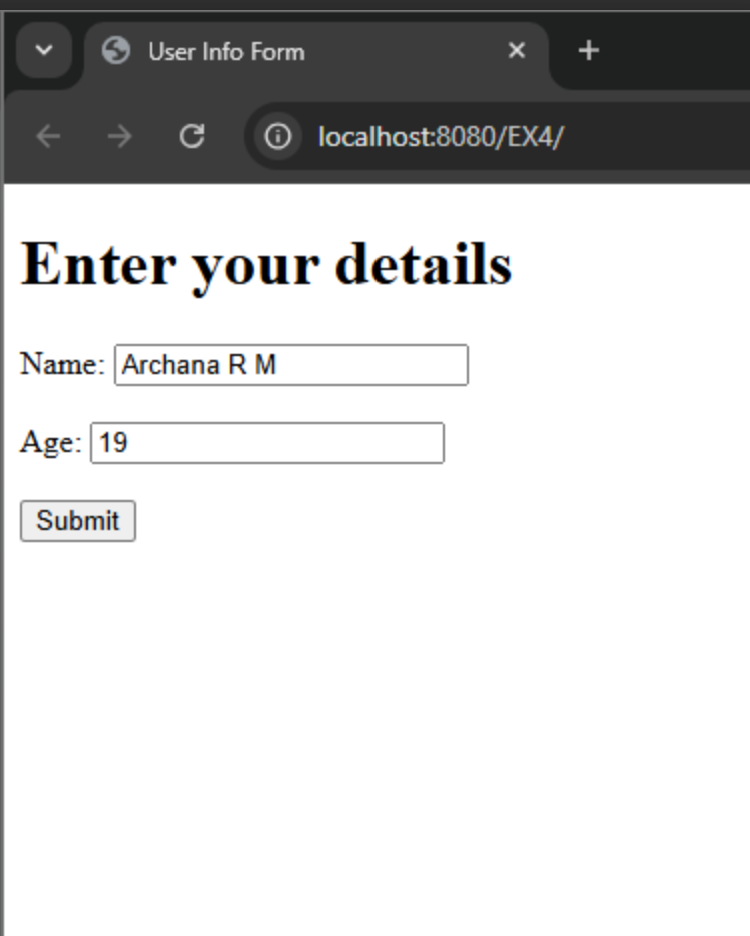 User Info Form
localhost:8080/EX4/
Enter your details
Name: Archana R M
Age: 19
Submit